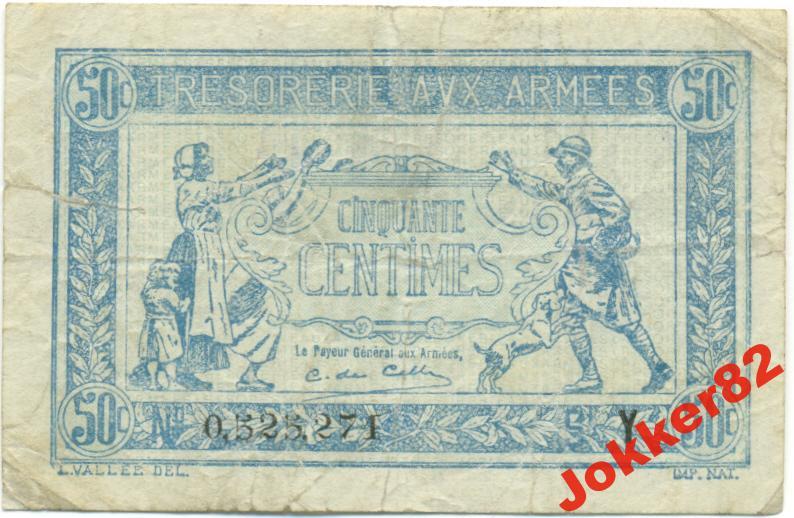 50c TRESORERIE AVX ARMEES 50c
CINQUANTE
CENTIMES
Le Payeur Général aux Armées,
50c No 0,525,271 S Y 50c
L.VALLEE DEL. IMP. NAT.
Jokker82